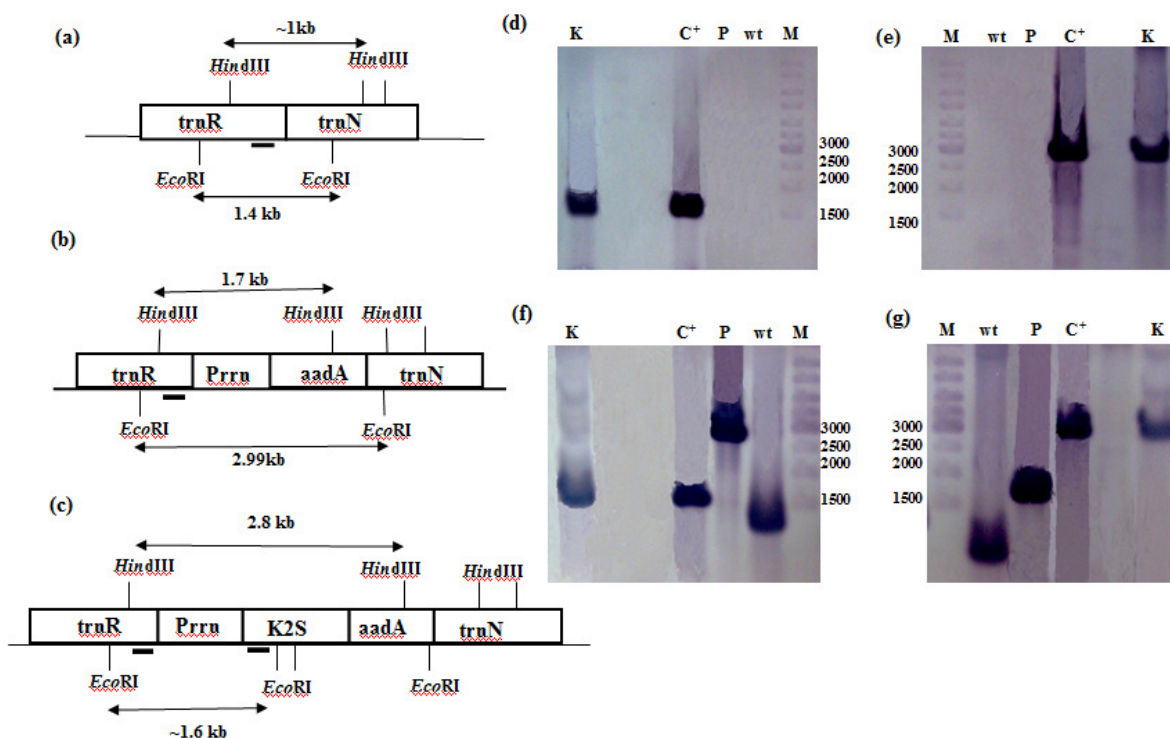 (a)
~1kb
HindIII HindIII
trnR trnN
EcoRI EcoRI
1.4 kb
(b)
1.7 kb
HindIII HindIII HindIII
trnR Prrn aadA trnN
EcoRI EcoRI
2.99kb
(c)
2.8 kb
HindIII HindIII HindIII
trnR Prrn K2S aadA trnN
EcoRI EcoRI EcoRI
~1.6 kb
(d)
K C+ P wt M
3000
2500
2000
1500
(e)
M wt P C+ K
3000
2500
2000
1500
(f)
K C+ P wt M
3000
2500
2000
1500
(g)
M wt P C+ K
3000
2500
2000
1500